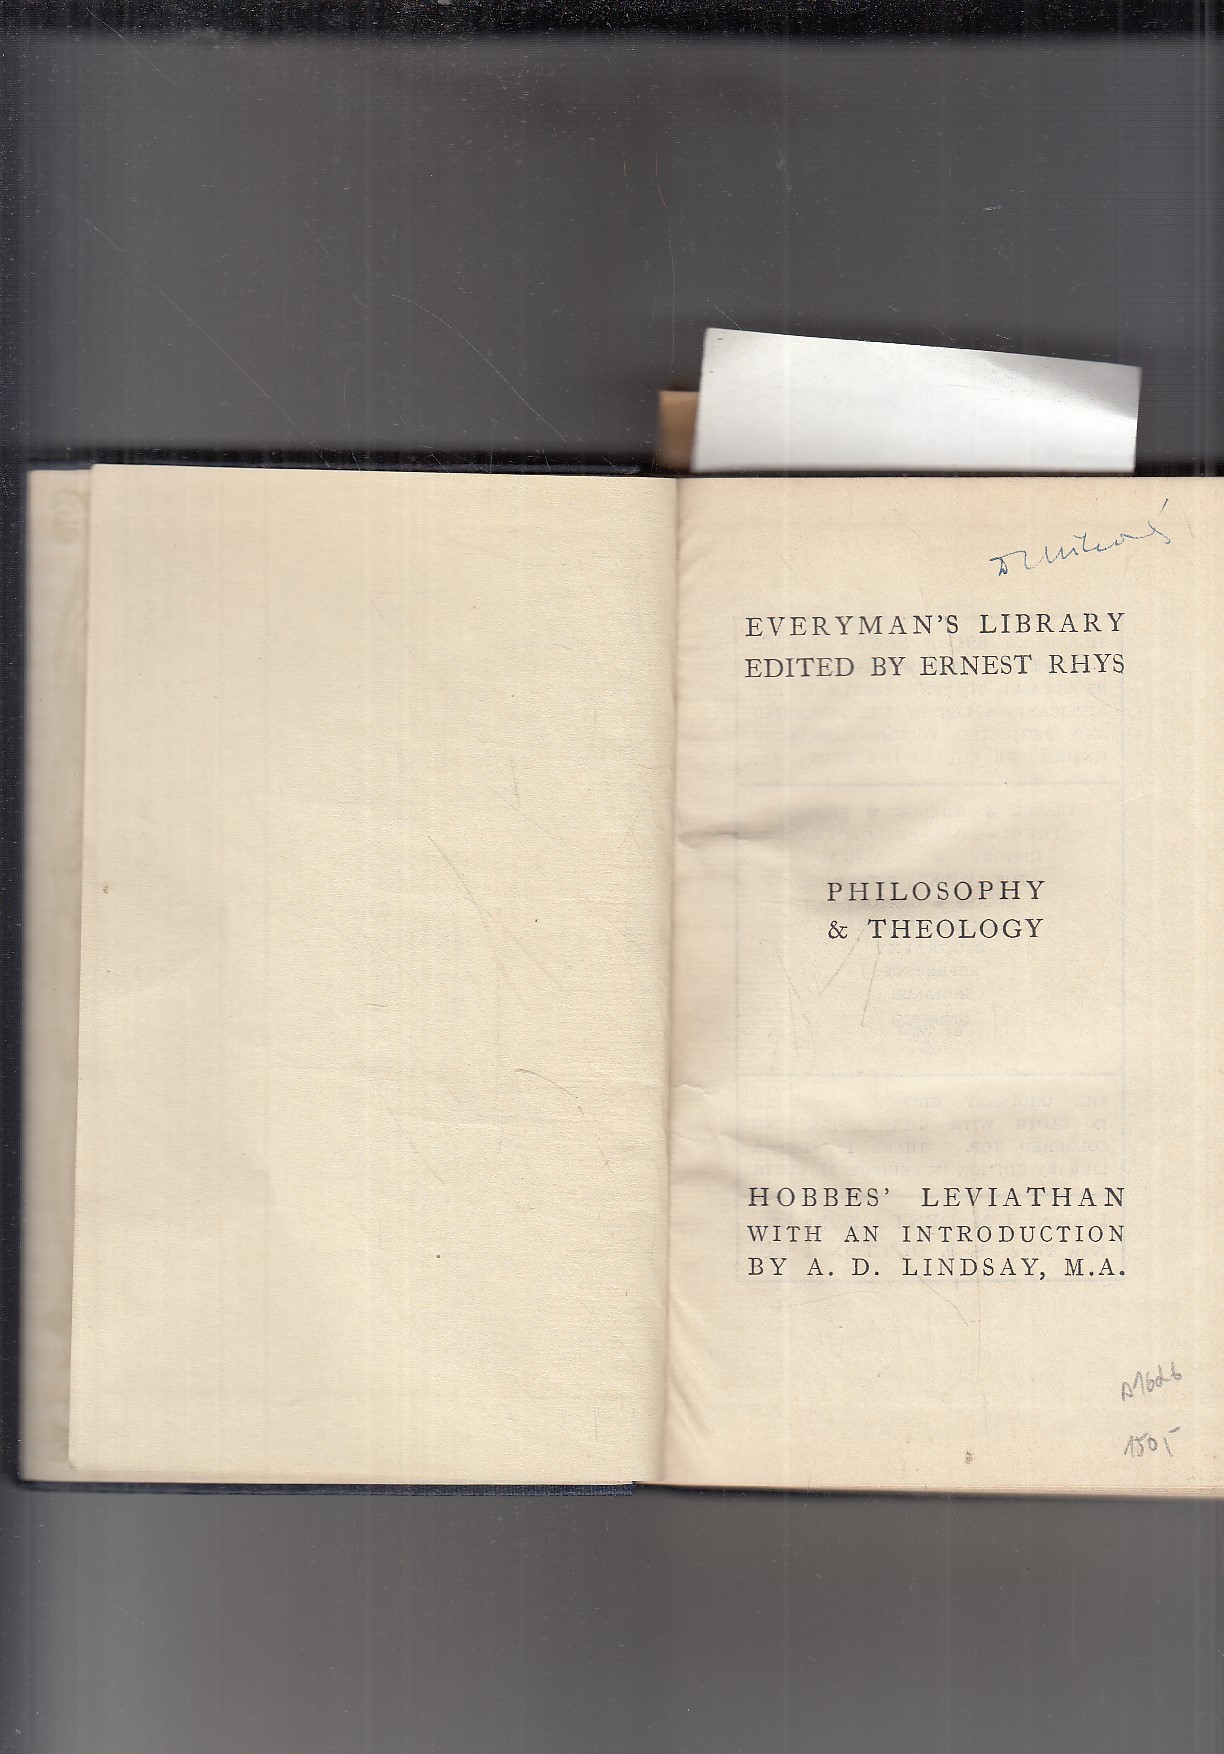 EVERYMAN'S LIBRARY
EDITED BY ERNEST RHYS
PHILOSOPHY
& THEOLOGY
HOBBES' LEVIATHAN
WITH AN INTRODUCTION
BY A. D. LINDSAY, M.A.